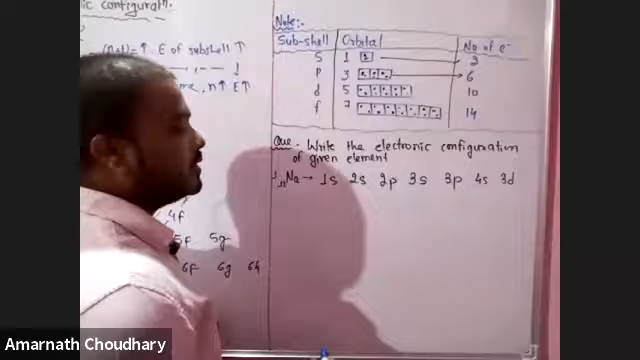 ic configuratn.
(n+l)=↑, E of subshell ↑
n↑ E↑
4f
5f 5g
6f 6g 6h
Note:-
Sub-shell Orbital No of e⁻
S 1 2
P 3 6
d 5 10
f 7 14
Que. Write the electronic configuration
of given element
₁₁Na → 1s 2s 2p 3s 3p 4s 3d
Amarnath Choudhary